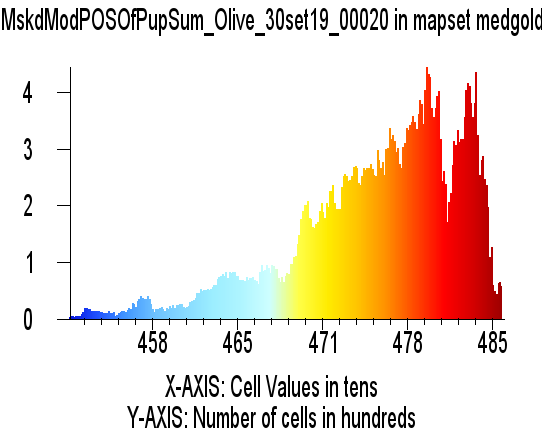 MskdModPOSOfPupSum_Olive_30set19_00020 in mapset medgold
4
3
2
1
0
458 465 471 478 485
X-AXIS: Cell Values in tens
Y-AXIS: Number of cells in hundreds